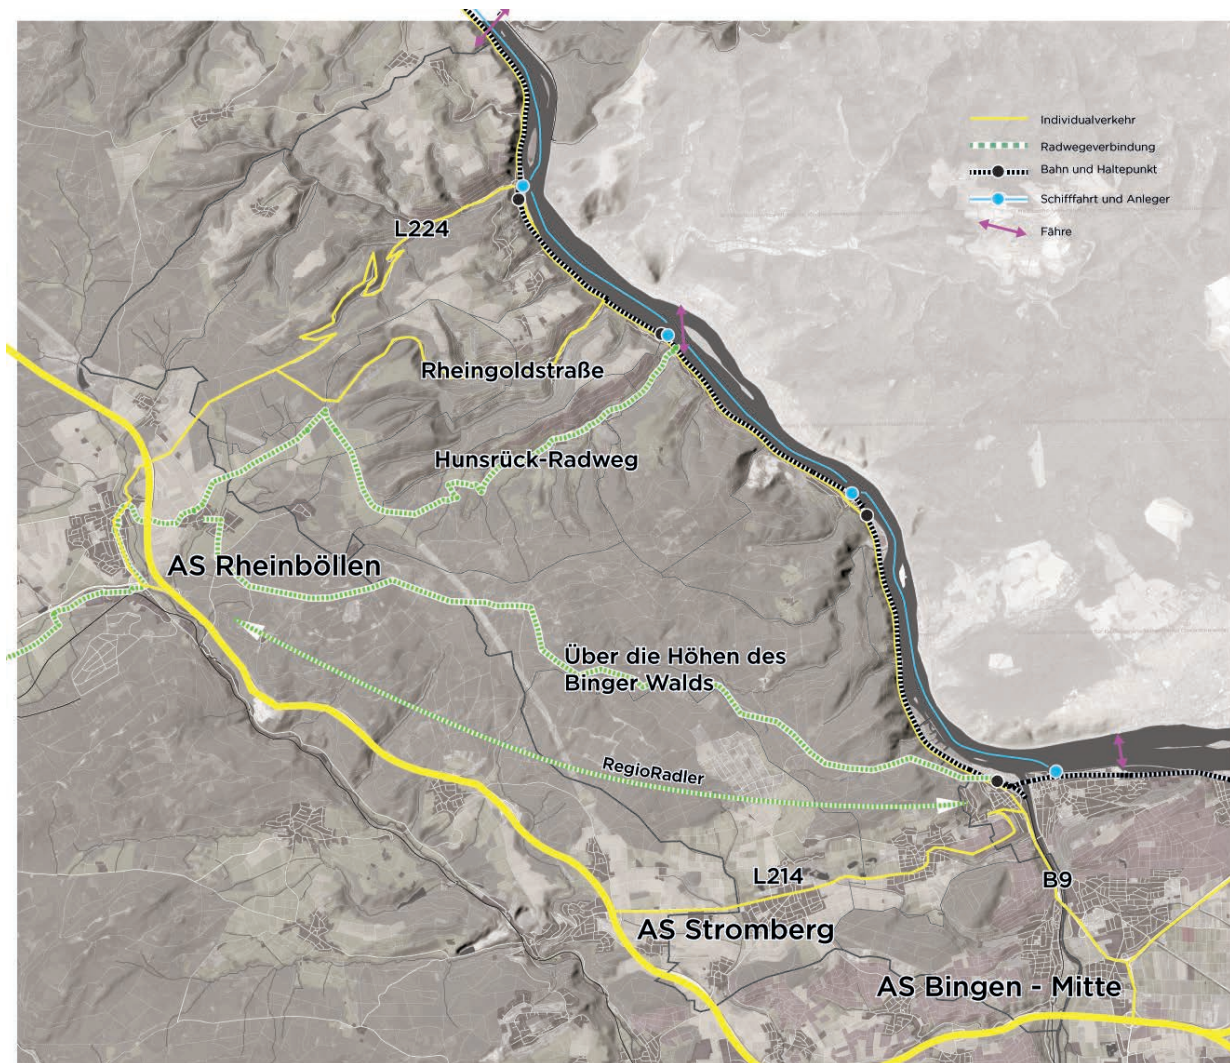 Individualverkehr
Radwegeverbindung
Bahn und Haltepunkt
Schifffahrt und Anleger
Fähre
L224
Rheingoldstraße
Hunsrück-Radweg
AS Rheinböllen
Über die Höhen des
Binger Walds
RegioRadler
L214
B9
AS Stromberg
AS Bingen - Mitte